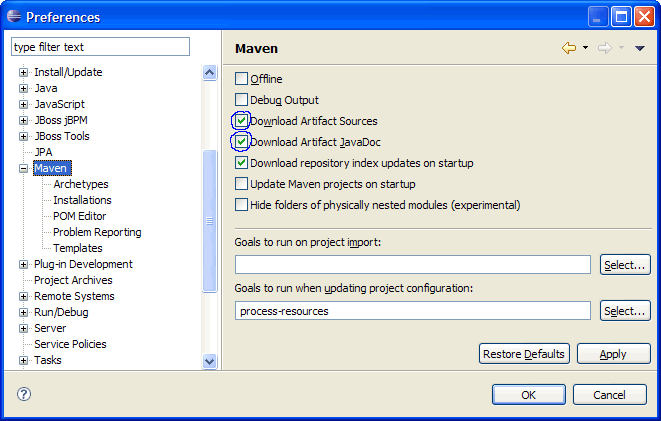 Preferences
type filter text
Install/Update
Java
JavaScript
JBoss jBPM
JBoss Tools
JPA
Maven
Archetypes
Installations
POM Editor
Problem Reporting
Templates
Plug-in Development
Project Archives
Remote Systems
Run/Debug
Server
Service Policies
Tasks
Maven
Offline
Debug Output
Download Artifact Sources
Download Artifact JavaDoc
Download repository index updates on startup
Update Maven projects on startup
Hide folders of physically nested modules (experimental)
Goals to run on project import:
Select...
Goals to run when updating project configuration:
process-resources
Select...
Restore Defaults
Apply
?
OK
Cancel